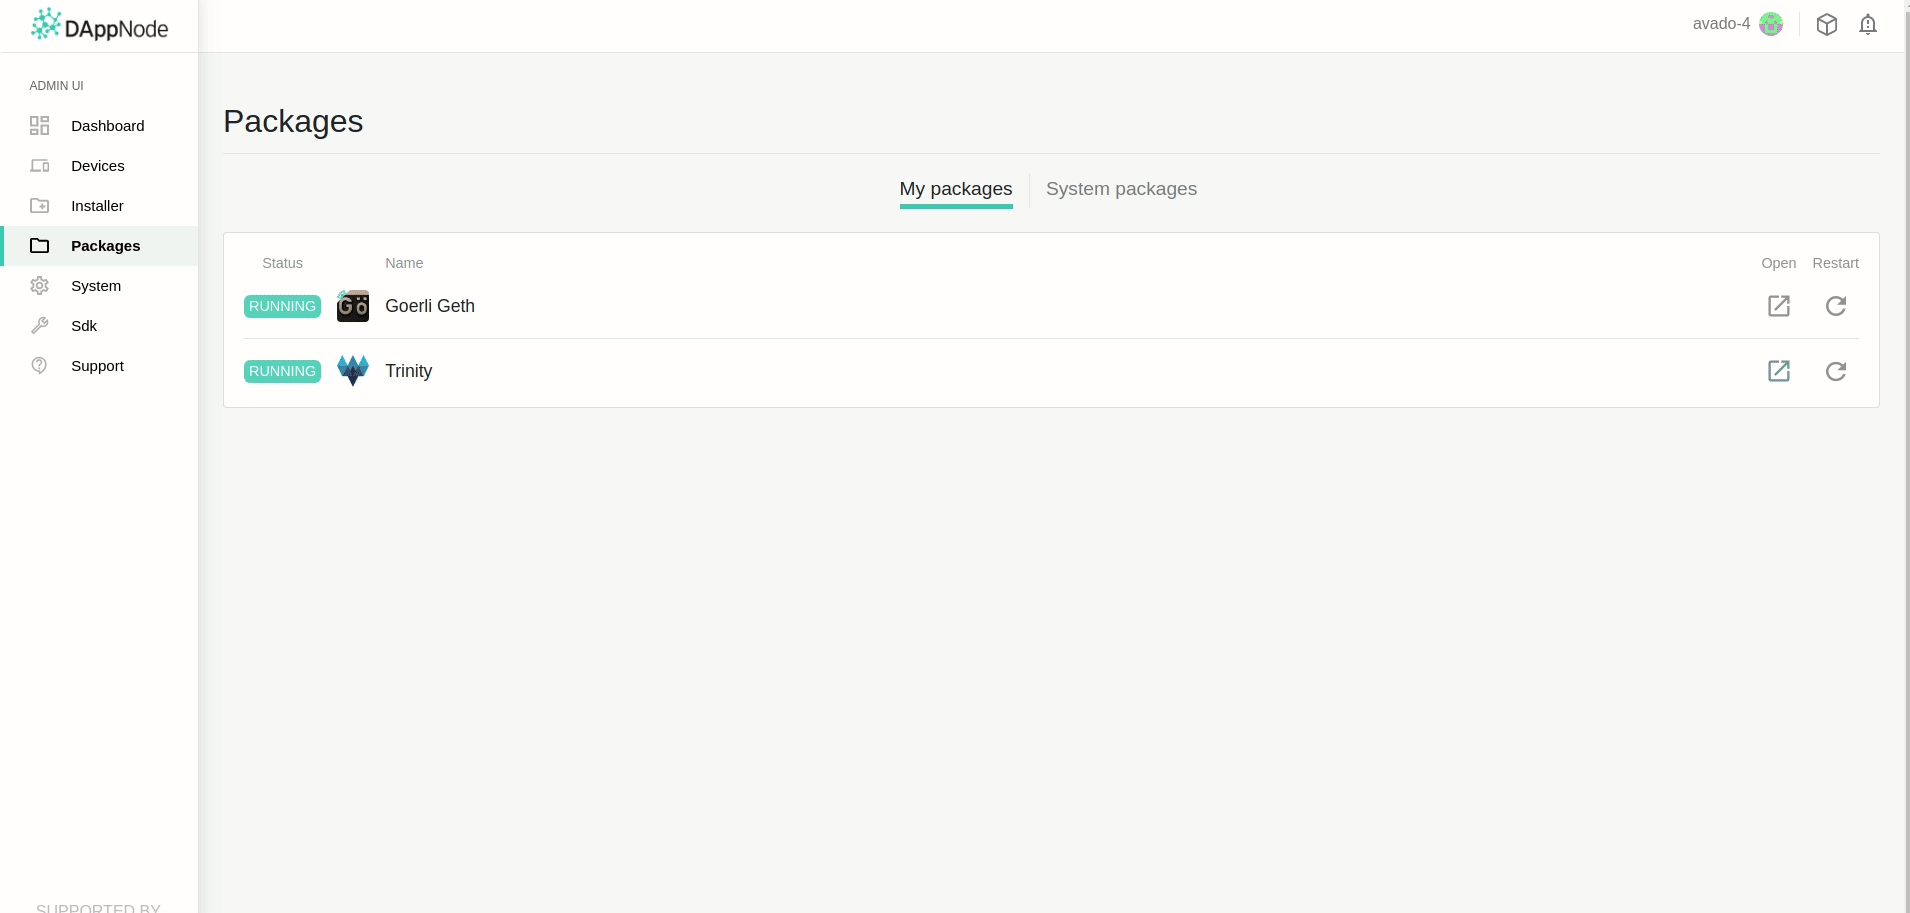 DAppNode
avado-4
ADMIN UI
Dashboard
Devices
Installer
Packages
System
Sdk
Support
SUPPORTED BY
Packages
My packages
System packages
Status Name Open Restart
RUNNING Gö Goerli Geth
RUNNING Trinity